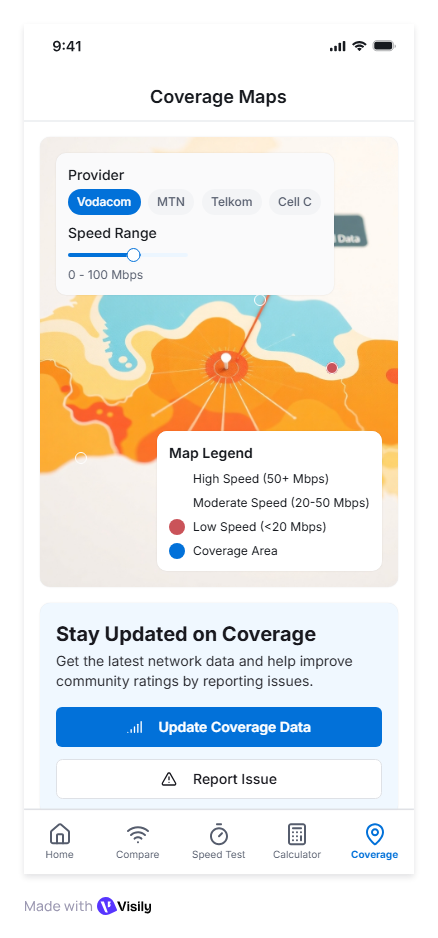 9:41
Coverage Maps
Provider
Vodacom MTN Telkom Cell C
Speed Range
Data
0 - 100 Mbps
Map Legend
High Speed (50+ Mbps)
Moderate Speed (20-50 Mbps)
Low Speed (<20 Mbps)
Coverage Area
Stay Updated on Coverage
Get the latest network data and help improve
community ratings by reporting issues.
Update Coverage Data
Report Issue
Home Compare Speed Test Calculator Coverage
Made with Visily